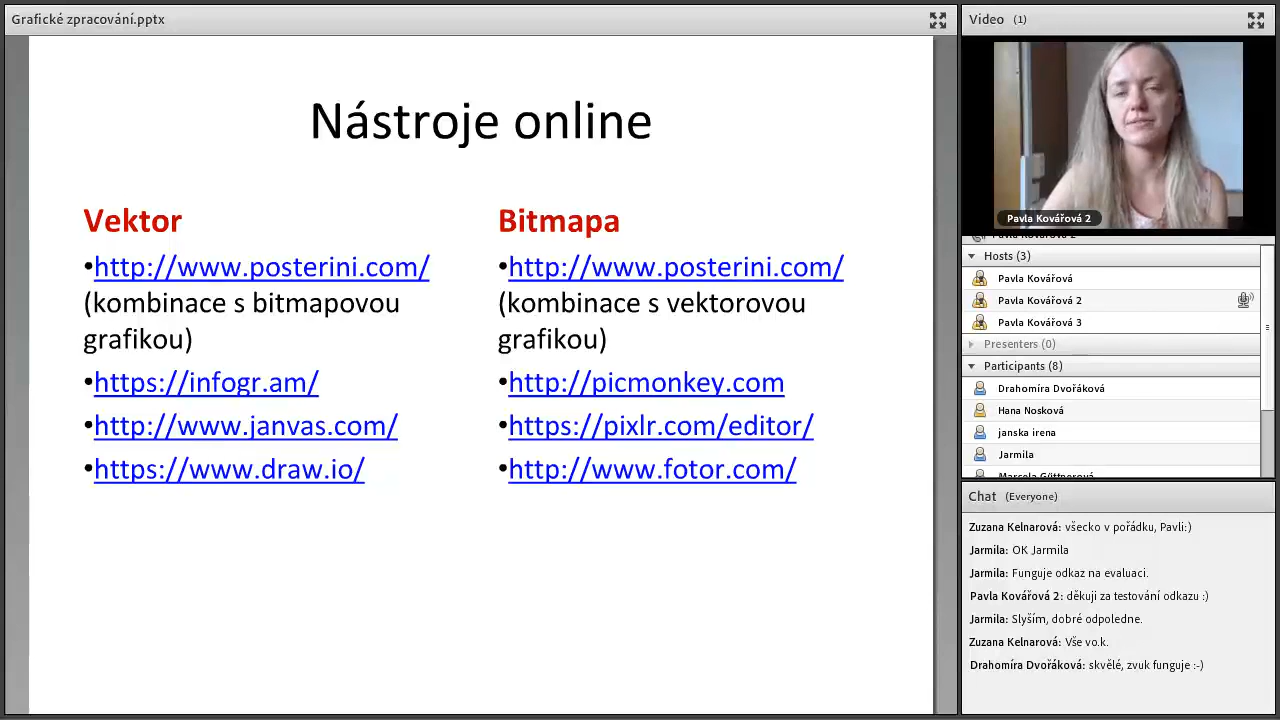 Grafické zpracování.pptx
Nástroje online
Vektor
•http://www.posterini.com/
(kombinace s bitmapovou
grafikou)
•https://infogr.am/
•http://www.janvas.com/
•https://www.draw.io/
Bitmapa
•http://www.posterini.com/
(kombinace s vektorovou
grafikou)
•http://picmonkey.com
•https://pixlr.com/editor/
•http://www.fotor.com/
Video (1)
Pavla Kovářová 2
Pavla Kovářová 2
Hosts (3)
Pavla Kovářová
Pavla Kovářová 2
Pavla Kovářová 3
Presenters (0)
Participants (8)
Drahomíra Dvořáková
Hana Nosková
janska irena
Jarmila
Marcela Güttnerová
Chat (Everyone)
Zuzana Kelnarová: všecko v pořádku, Pavli:)
Jarmila: OK Jarmila
Jarmila: Funguje odkaz na evaluaci.
Pavla Kovářová 2: děkuji za testování odkazu :)
Jarmila: Slyším, dobré odpoledne.
Zuzana Kelnarová: Vše vo.k.
Drahomíra Dvořáková: skvělé, zvuk funguje :-)